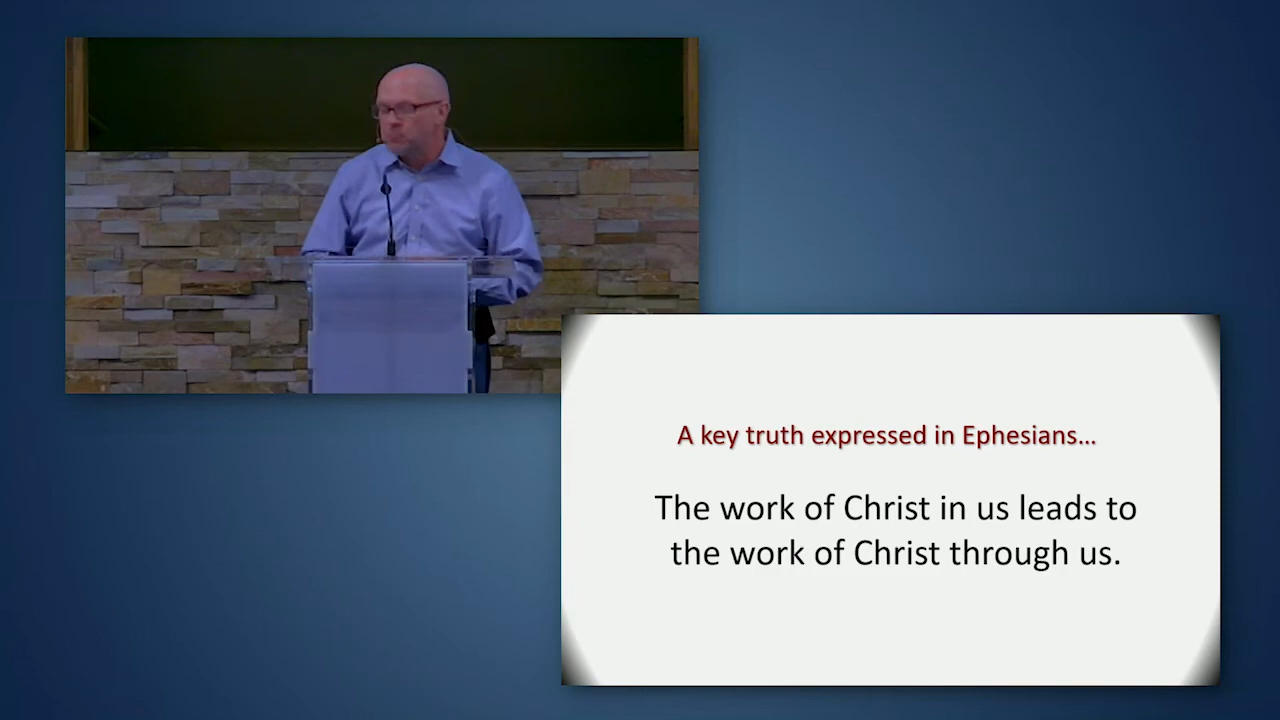 A key truth expressed in Ephesians…
The work of Christ in us leads to
the work of Christ through us.